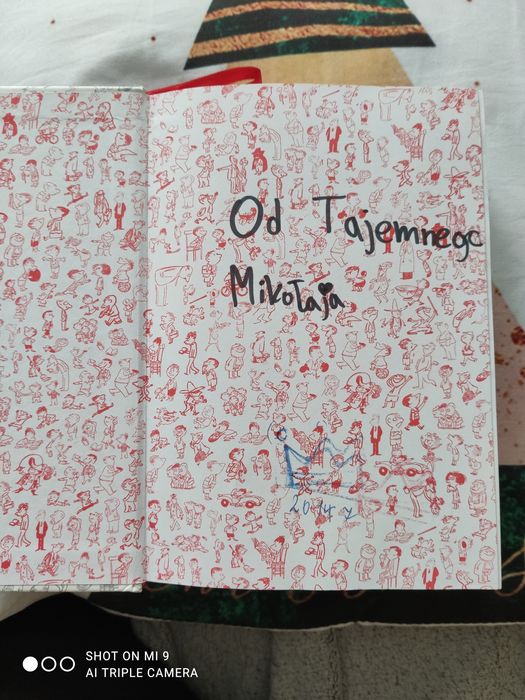 Od Tajemnego
Mikołaja
2014 r
SHOT ON MI 9
AI TRIPLE CAMERA